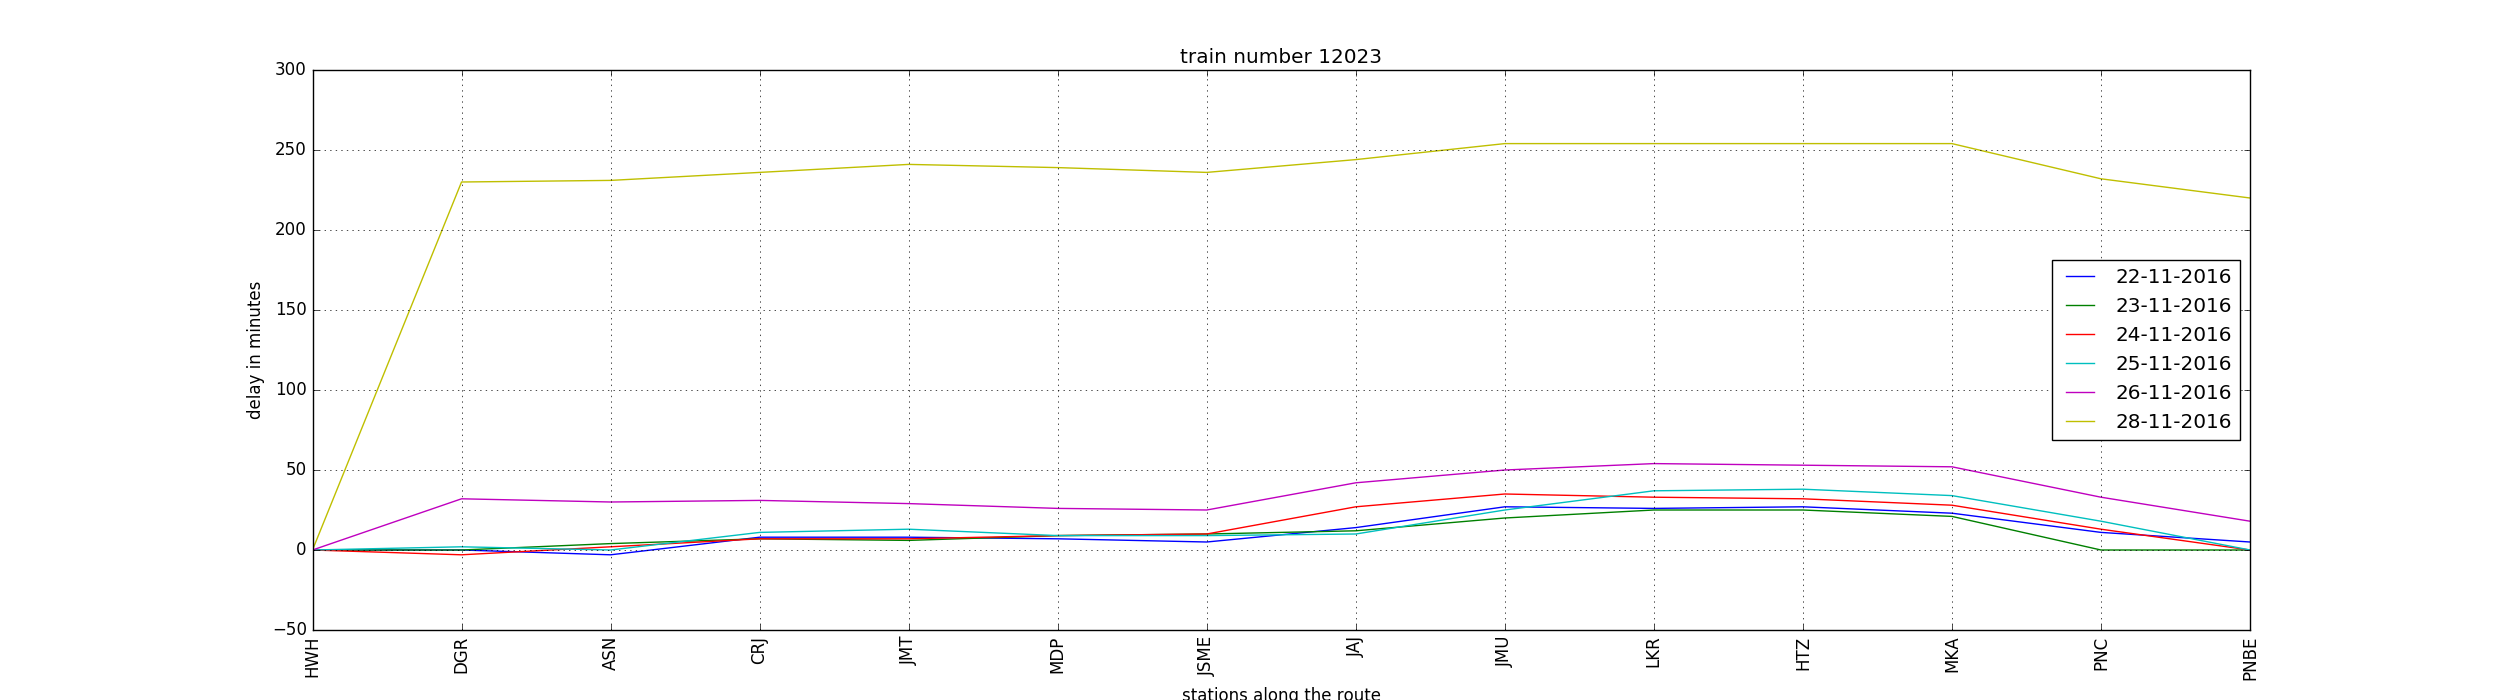 train number 12023
300
250
200
150
100
50
0
−50
delay in minutes
22-11-2016
23-11-2016
24-11-2016
25-11-2016
26-11-2016
28-11-2016
HWH
DGR
ASN
CRJ
JMT
MDP
JSME
JAJ
JMU
LKR
HTZ
MKA
PNC
PNBE
stations along the route